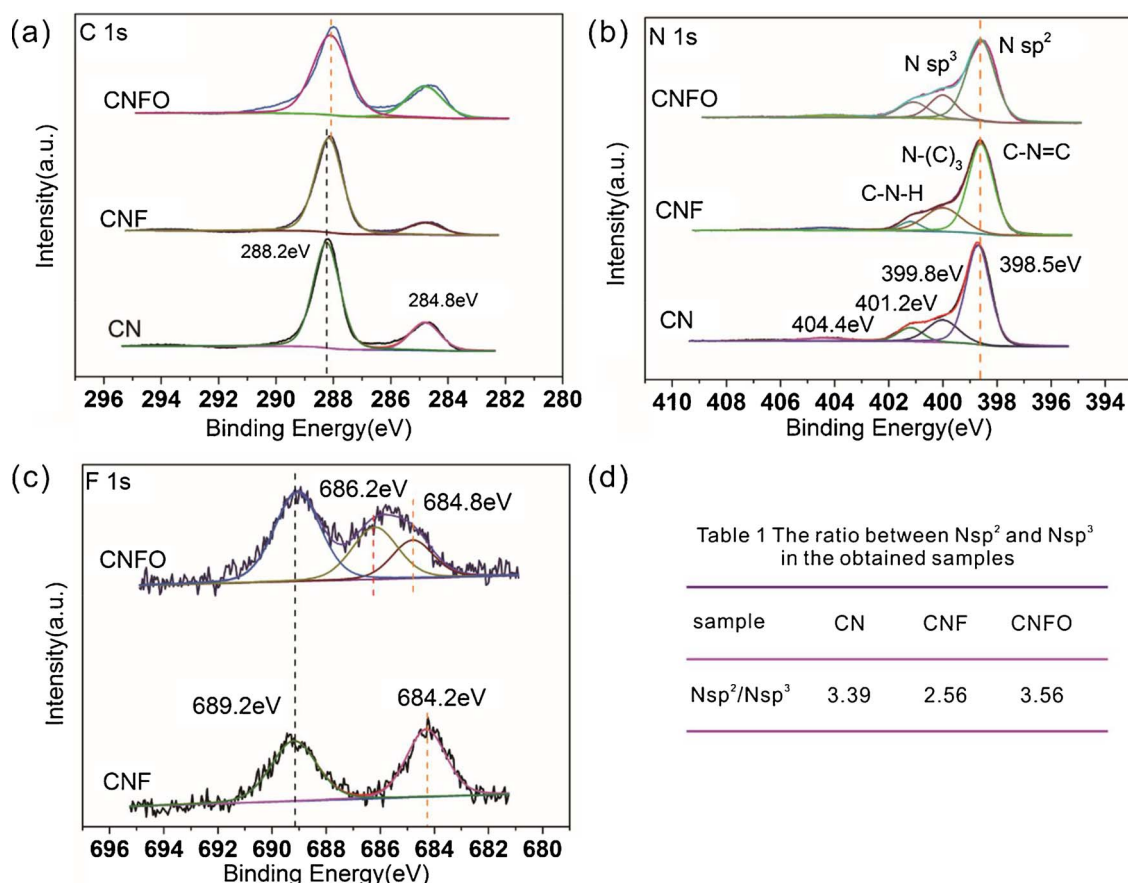 (a)
C 1s
CNFO
CNF
288.2eV
284.8eV
CN
Intensity(a.u.)
296 294 292 290 288 286 284 282 280
Binding Energy(eV)
(b)
N 1s
N sp² 
N sp³
CNFO
N-(C)₃
C-N=C
C-N-H
CNF
399.8eV
398.5eV
401.2eV
404.4eV
CN
Intensity(a.u.)
410 408 406 404 402 400 398 396 394
Binding Energy(eV)
(c)
F 1s
686.2eV
684.8eV
CNFO
689.2eV
684.2eV
CNF
Intensity(a.u.)
696 694 692 690 688 686 684 682 680
Binding Energy(eV)
(d)
Table 1 The ratio between Nsp² and Nsp³
in the obtained samples
sample CN CNF CNFO
Nsp²/Nsp³ 3.39 2.56 3.56